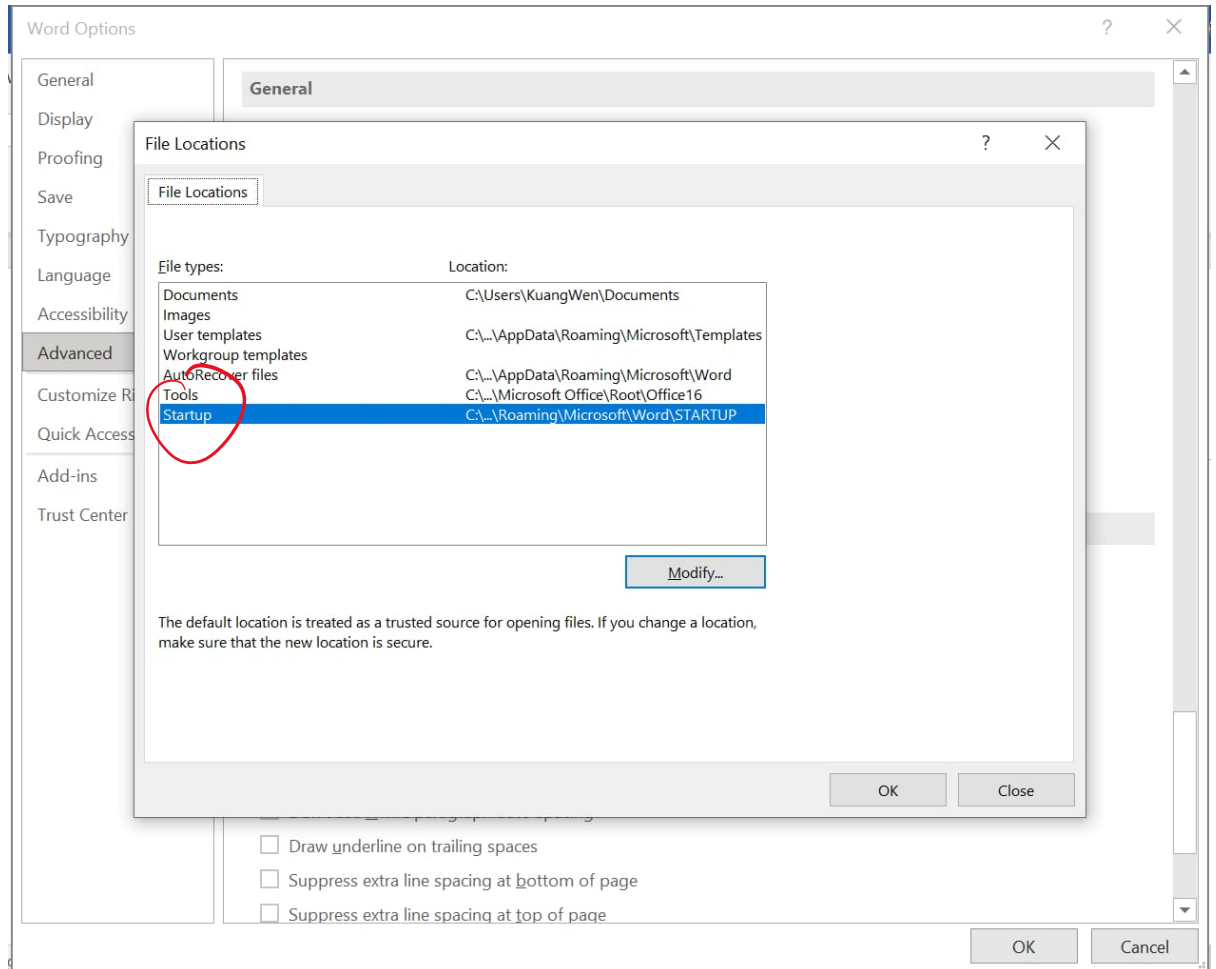 Word Options
?
General
Display
Proofing
Save
Typography
Language
Accessibility
Advanced
Customize Ri
Quick Access
Add-ins
Trust Center
General
File Locations
?
File Locations
File types:
Location:
Documents C:\Users\KuangWen\Documents
Images
User templates C:\...\AppData\Roaming\Microsoft\Templates
Workgroup templates
AutoRecover files C:\...\AppData\Roaming\Microsoft\Word
Tools C:\...\Microsoft Office\Root\Office16
Startup C:\...\Roaming\Microsoft\Word\STARTUP
Modify...
The default location is treated as a trusted source for opening files. If you change a location,
make sure that the new location is secure.
OK
Close
Draw underline on trailing spaces
Suppress extra line spacing at bottom of page
Suppress extra line spacing at top of page
OK
Cancel